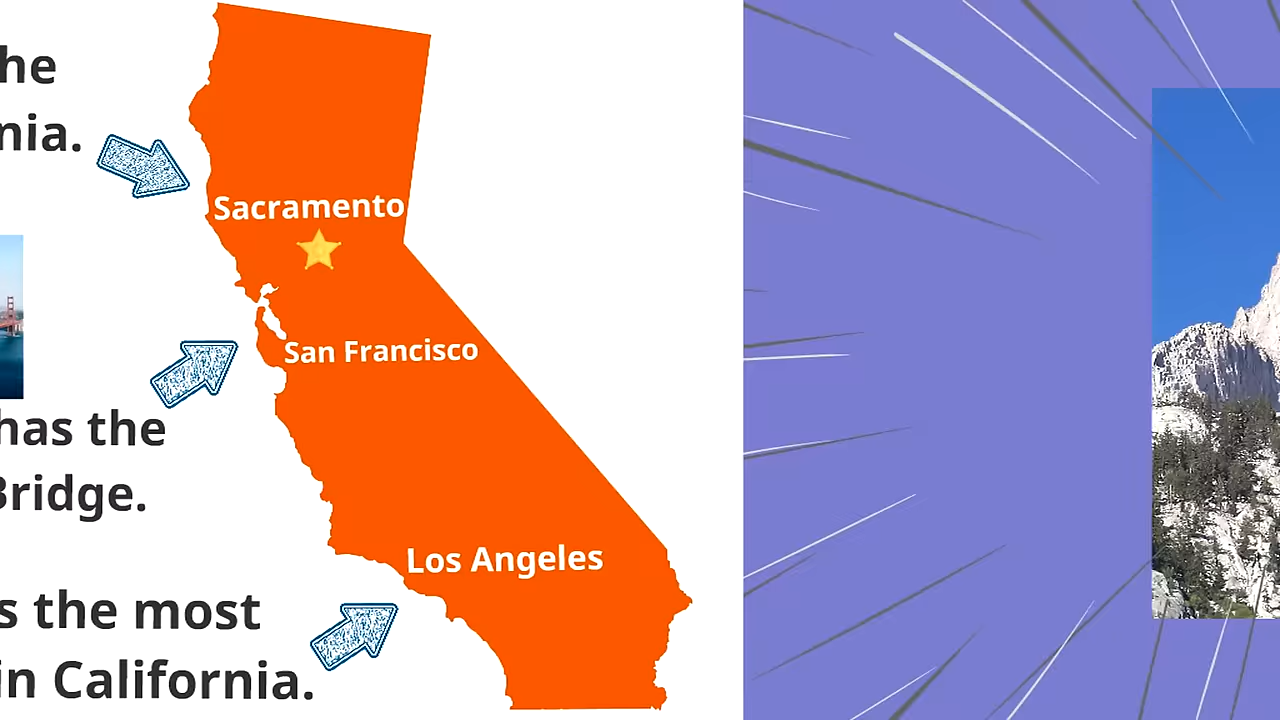 he
nia.
Sacramento
San Francisco
has the
Bridge.
Los Angeles
s the most
in California.